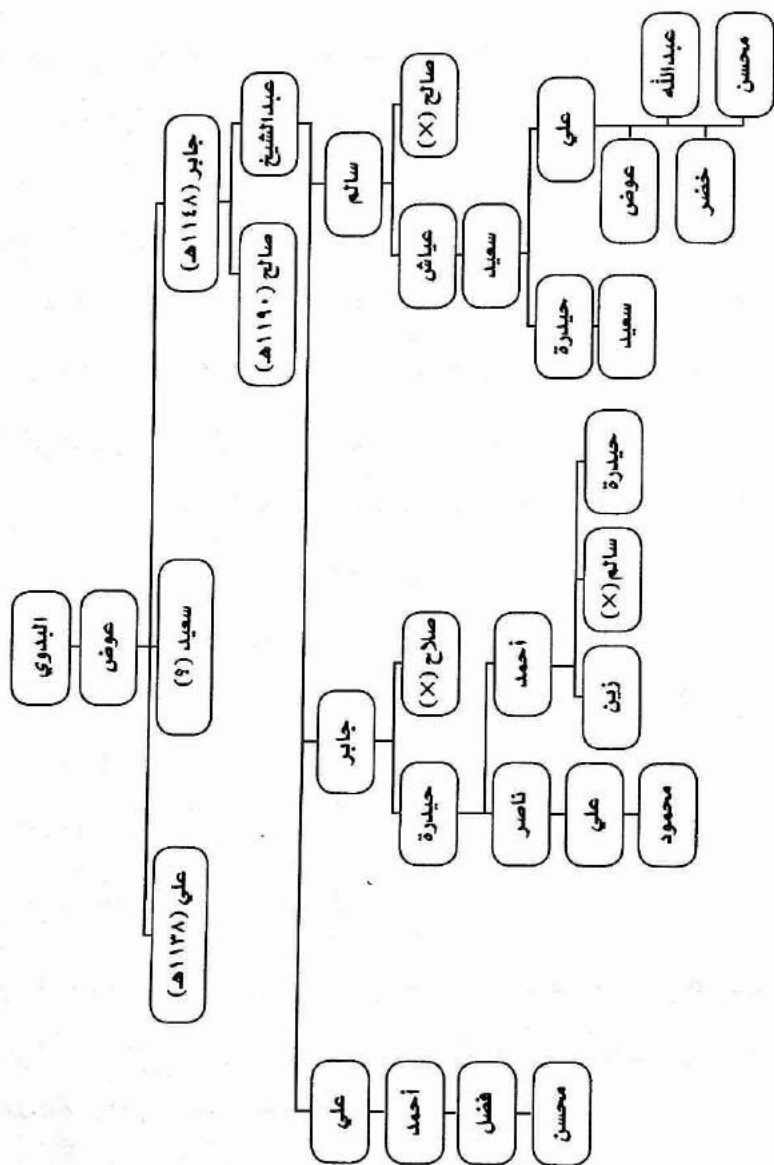 البدوي
عوض
جابر (١١٤٨هـ)
سعيد (؟)
علي (١١٣٨هـ)
عبدالشيخ
صالح (١١٩٠هـ)
سالم
جابر
علي
صالح (X)
عياش
صلاح (X)
حيدرة
أحمد
سعيد
أحمد
ناصر
فضل
علي
حيدرة
علي
محسن
سعيد
حيدرة
سالم (X)
زين
محمود
عبدالله
عوض
محسن
خضر